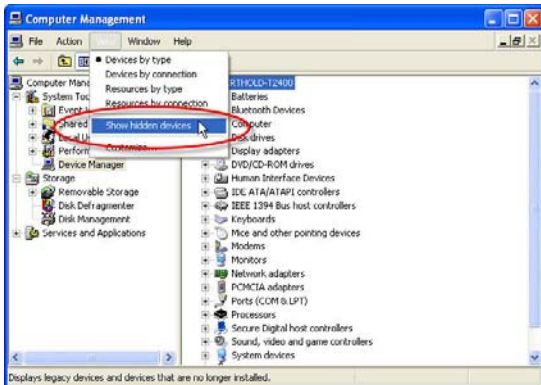 Computer Management
File Action View Window Help
Devices by type
Devices by connection
Resources by type
Resources by connection
Show hidden devices
Customize...
Computer Mana
System Too
Event
Shared
Local U
Perform
Device Manager
Storage
Removable Storage
Disk Defragmenter
Disk Management
Services and Applications
RTHOLD-T2400
Batteries
Bluetooth Devices
Computer
Disk drives
Display adapters
DVD/CD-ROM drives
Human Interface Devices
IDE ATA/ATAPI controllers
IEEE 1394 Bus host controllers
Keyboards
Mice and other pointing devices
Modems
Monitors
Network adapters
PCMCIA adapters
Ports (COM & LPT)
Processors
Secure Digital host controllers
Sound, video and game controllers
System devices
Displays legacy devices and devices that are no longer installed.